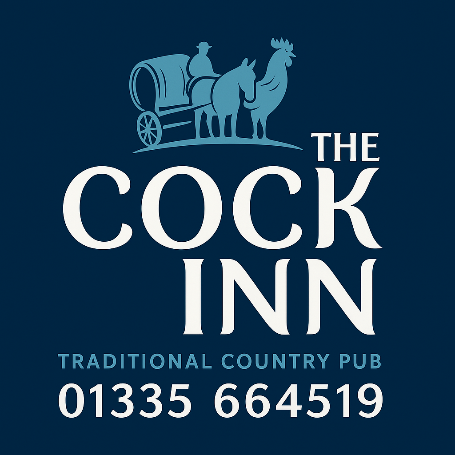 THE
COCK
INN
TRADITIONAL COUNTRY PUB
01335 664519